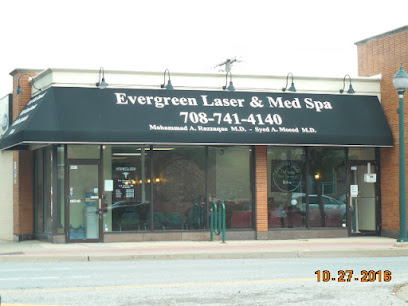 Evergreen Laser & Med Spa
708-741-4140
Mohammad A. Razzaque M.D. - Syed A. Moeed M.D.
10-27-2016